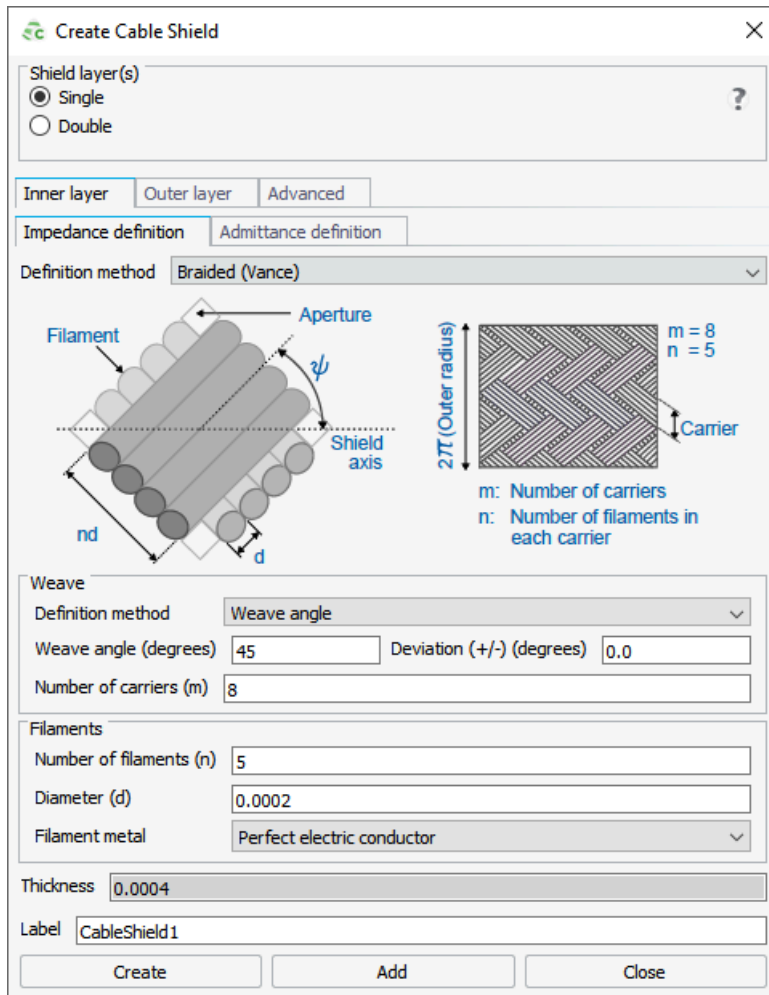 Create Cable Shield
Shield layer(s)
Single
Double
?
Inner layer
Outer layer
Advanced
Impedance definition
Admittance definition
Definition method
Braided (Vance)
Filament
Aperture
ψ
Shield
axis
nd
d
2π (Outer radius)
m = 8
n = 5
Carrier
m: Number of carriers
n: Number of filaments in
each carrier
Weave
Definition method
Weave angle
Weave angle (degrees)
45
Deviation (+/-) (degrees)
0.0
Number of carriers (m)
8
Filaments
Number of filaments (n)
5
Diameter (d)
0.0002
Filament metal
Perfect electric conductor
Thickness
0.0004
Label
CableShield1
Create
Add
Close